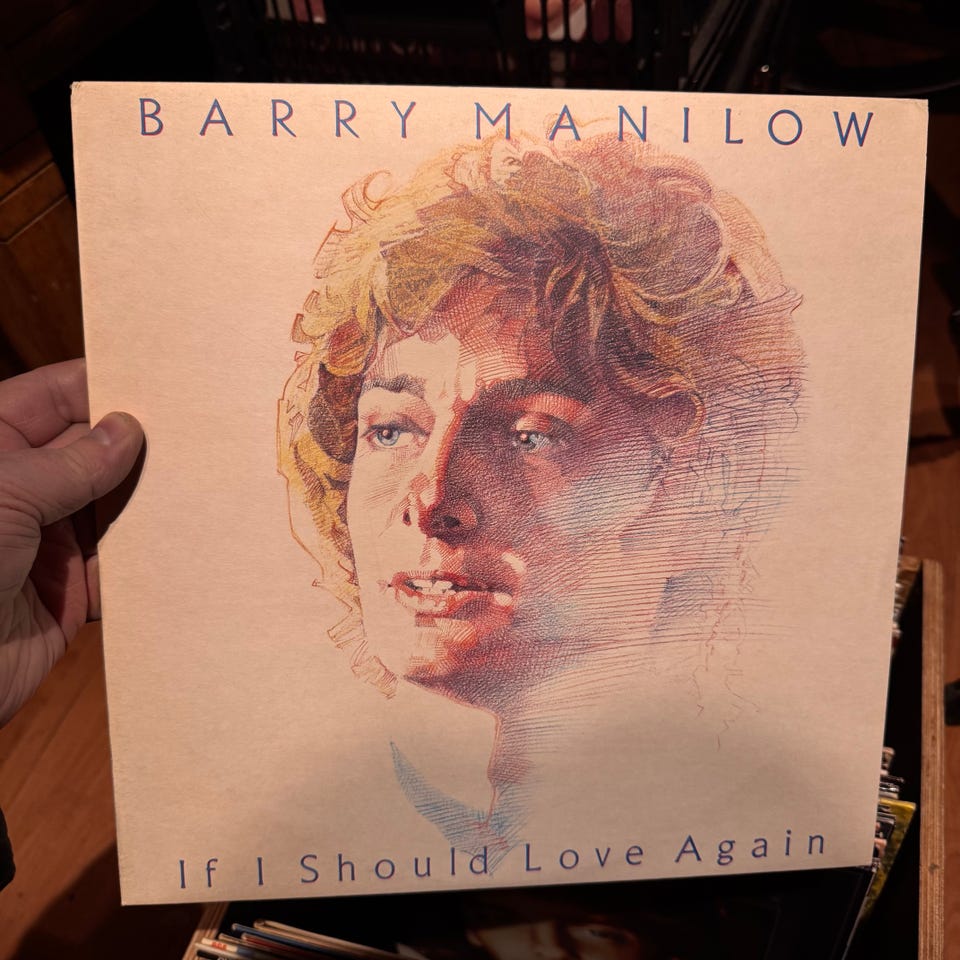 BARRY MANILOW
If I Should Love Again